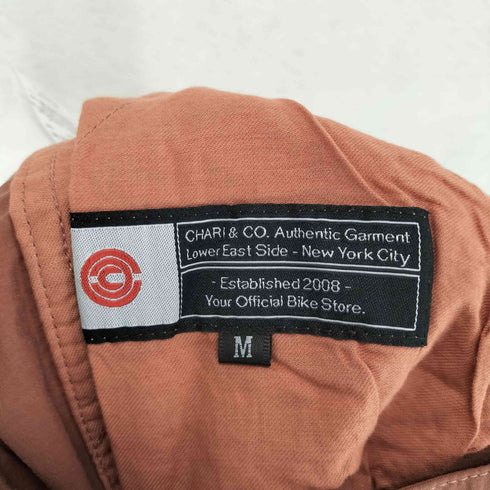 CHARI & CO. Authentic Garment
Lower East Side - New York City
- Established 2008 -
Your Official Bike Store.
M